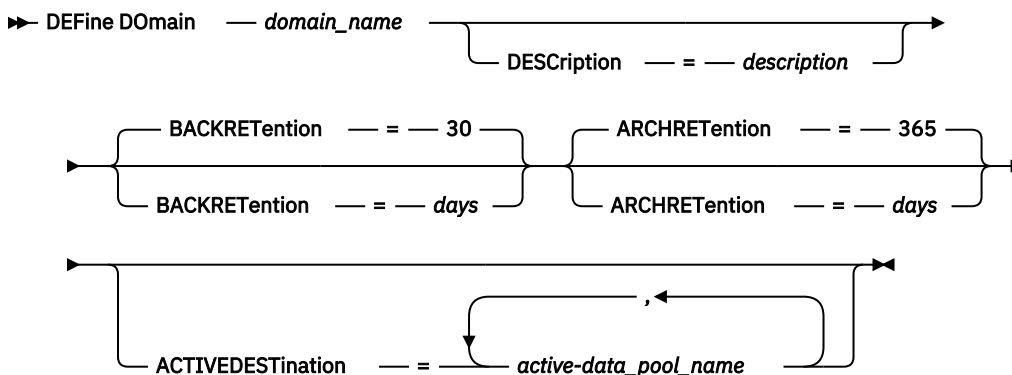 DEFine DOmain — domain_name
DESCription — = — description
BACKRETention — = — 30
ARCHRETention — = — 365
BACKRETention — = — days
ARCHRETention — = — days
,
ACTIVEDESTination — = — active-data_pool_name